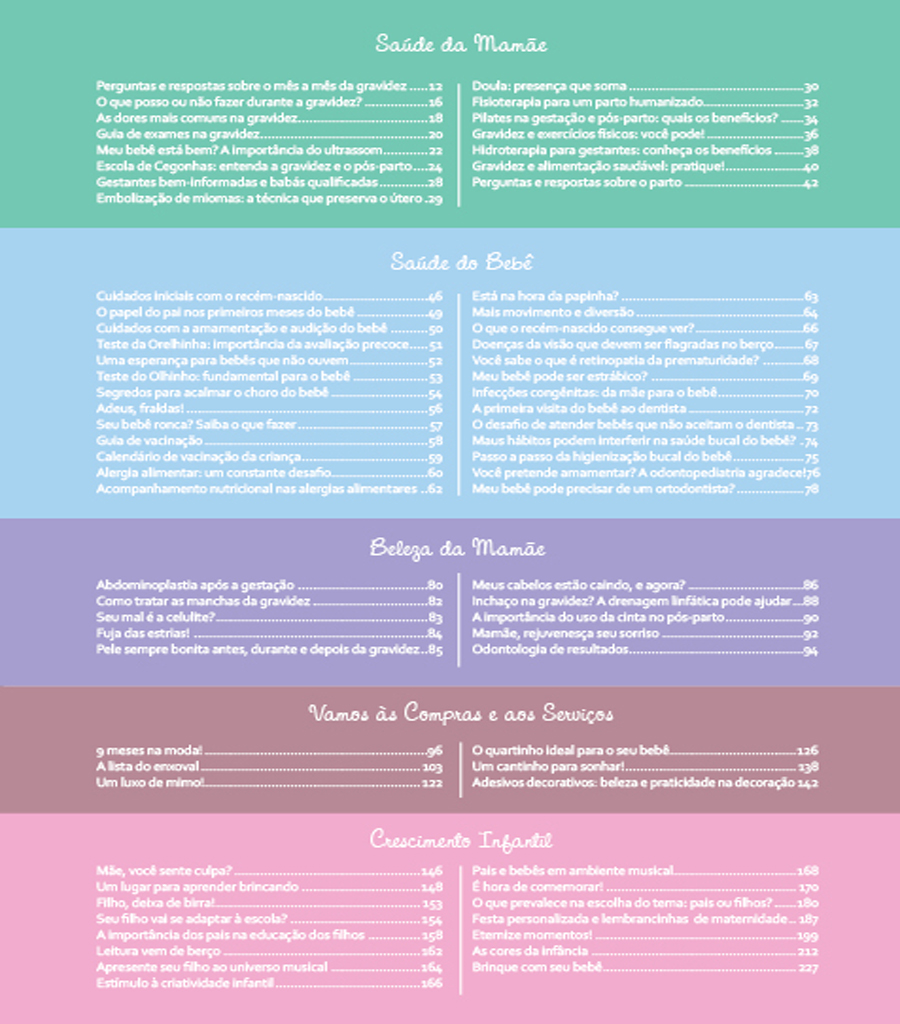 Saúde da Mamãe
Perguntas e respostas sobre o mês a mês da gravidez .....12
O que posso ou não fazer durante a gravidez? ...................16
As dores mais comuns na gravidez.......................................18
Guia de exames na gravidez..................................................20
Meu bebê está bem? A importância do ultrassom.............22
Escola de Cegonhas: entenda a gravidez e o pós-parto....24
Gestantes bem-informadas e babás qualificadas ..............28
Embolização de miomas: a técnica que preserva o útero .29
Doula: presença que soma ....................................................30
Fisioterapia para um parto humanizado..............................32
Pilates na gestação e pós-parto: quais os benefícios? ......34
Gravidez e exercícios físicos: você pode! .............................36
Hidroterapia para gestantes: conheça os benefícios ........38
Gravidez e alimentação saudável: pratique!.......................40
Perguntas e respostas sobre o parto ...................................42
Saúde do Bebê
Cuidados iniciais com o recém-nascido................................46
O papel do pai nos primeiros meses do bebê .....................49
Cuidados com a amamentação e audição do bebê ...........50
Teste da Orelhinha: importância da avaliação precoce.....51
Uma esperança para bebês que não ouvem.......................52
Teste do Olhinho: fundamental para o bebê ......................53
Segredos para acalmar o choro do bebê ............................54
Adeus, fraldas! .......................................................................56
Seu bebê ronca? Saiba o que fazer ......................................57
Guia de vacinação ..................................................................58
Calendário de vacinação da criança.....................................59
Alergia alimentar: um constante desafio............................60
Acompanhamento nutricional nas alergias alimentares ..62
Está na hora da papinha? ......................................................63
Mais movimento e diversão ..................................................64
O que o recém-nascido consegue ver? ................................66
Doenças da visão que devem ser flagradas no berço........67
Você sabe o que é retinopatia da prematuridade? ............68
Meu bebê pode ser estrábico? .............................................69
Infecções congênitas: da mãe para o bebê.........................70
A primeira visita do bebê ao dentista ..................................72
O desafio de atender bebês que não aceitam o dentista ..73
Maus hábitos podem interferir na saúde bucal do bebê? .74
Passo a passo da higienização bucal do bebê.....................75
Você pretende amamentar? A odontopediatria agradece!76
Meu bebê pode precisar de um ortodontista? ....................78
Beleza da Mamãe
Abdominoplastia após a gestação .......................................80
Como tratar as manchas da gravidez ..................................82
Seu mal é a celulite?...............................................................83
Fuja das estrias! .....................................................................84
Pele sempre bonita antes, durante e depois da gravidez..85
Meus cabelos estão caindo, e agora? ..................................86
Inchaço na gravidez? A drenagem linfática pode ajudar...88
A importância do uso da cinta no pós-parto.......................90
Mamãe, rejuvenesça seu sorriso ..........................................92
Odontologia de resultados....................................................94
Vamos às Compras e aos Serviços
9 meses na moda! ..................................................................96
A lista do enxoval .................................................................103
Um luxo de mimo!.................................................................122
O quartinho ideal para o seu bebê......................................126
Um cantinho para sonhar!...................................................138
Adesivos decorativos: beleza e praticidade na decoração 142
Crescimento Infantil
Mãe, você sente culpa? .......................................................146
Um lugar para aprender brincando ....................................148
Filho, deixa de birra!.............................................................153
Seu filho vai se adaptar à escola? .......................................154
A importância dos pais na educação dos filhos ................158
Leitura vem de berço ...........................................................162
Apresente seu filho ao universo musical ...........................164
Estímulo à criatividade infantil............................................166
Pais e bebês em ambiente musical.....................................168
É hora de comemorar! .........................................................170
O que prevalece na escolha do tema: pais ou filhos? .......180
Festa personalizada e lembrancinhas de maternidade.. 187
Eternize momentos! .............................................................199
As cores da infância .............................................................212
Brinque com seu bebê..........................................................227